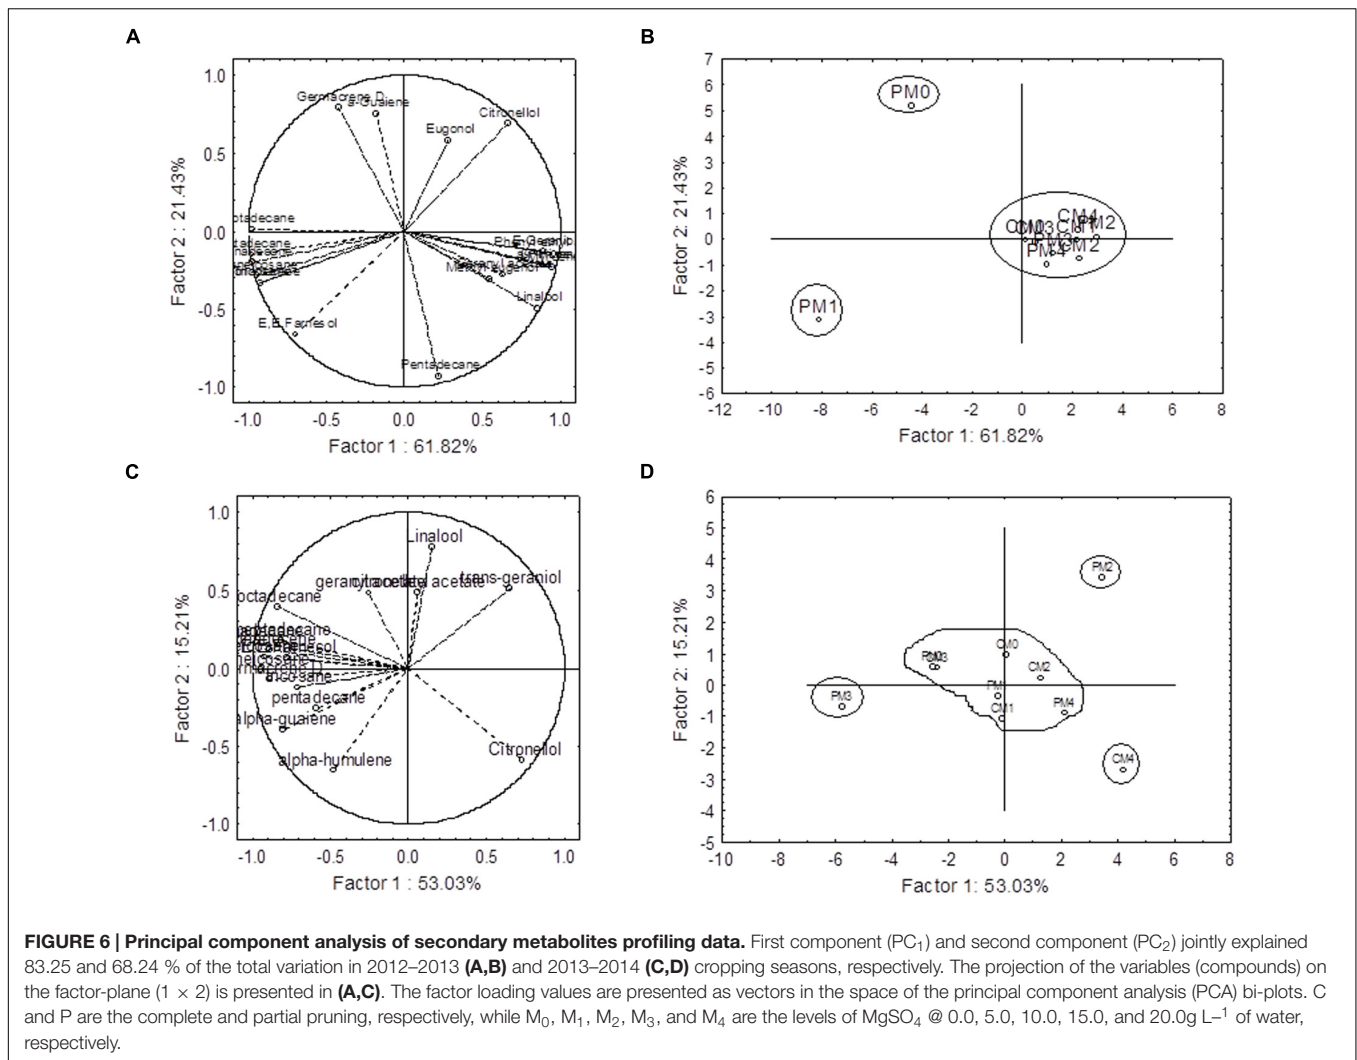 A
1.0
0.5
0.0
-0.5
-1.0
Factor 2 : 21.43%
Germacrene D
a-Guaiene
Citronellol
Eugenol
Linalool
E,E Farnesol
Pentadecane
-1.0 -0.5 0.0 0.5 1.0
Factor 1 : 61.82%
B
7
6
5
4
3
2
1
0
-1
-2
-3
-4
-5
-6
Factor 2: 21.43%
PM0
CM4
PM2
CM3
CM1
PM3
CM2
PM4
PM1
-12 -10 -8 -6 -4 -2 0 2 4 6 8
Factor 1: 61.82%
C
1.0
0.5
0.0
-0.5
-1.0
Factor 2 : 15.21%
Linalool
trans-geraniol
octadecane
pentadecane
alpha-guaiene
alpha-humulene
Citronellol
-1.0 -0.5 0.0 0.5 1.0
Factor 1 : 53.03%
D
6
5
4
3
2
1
0
-1
-2
-3
-4
-5
Factor 2: 15.21%
PM2
CM0
CM3
CM2
PM3
CM1
PM4
CM4
-10 -8 -6 -4 -2 0 2 4 6 8
Factor 1: 53.03%
FIGURE 6 | Principal component analysis of secondary metabolites profiling data. First component (PC1) and second component (PC2) jointly explained
83.25 and 68.24 % of the total variation in 2012–2013 (A,B) and 2013–2014 (C,D) cropping seasons, respectively. The projection of the variables (compounds) on
the factor-plane (1 × 2) is presented in (A,C). The factor loading values are presented as vectors in the space of the principal component analysis (PCA) bi-plots. C
and P are the complete and partial pruning, respectively, while M0, M1, M2, M3, and M4 are the levels of MgSO4 @ 0.0, 5.0, 10.0, 15.0, and 20.0g L–1 of water,
respectively.